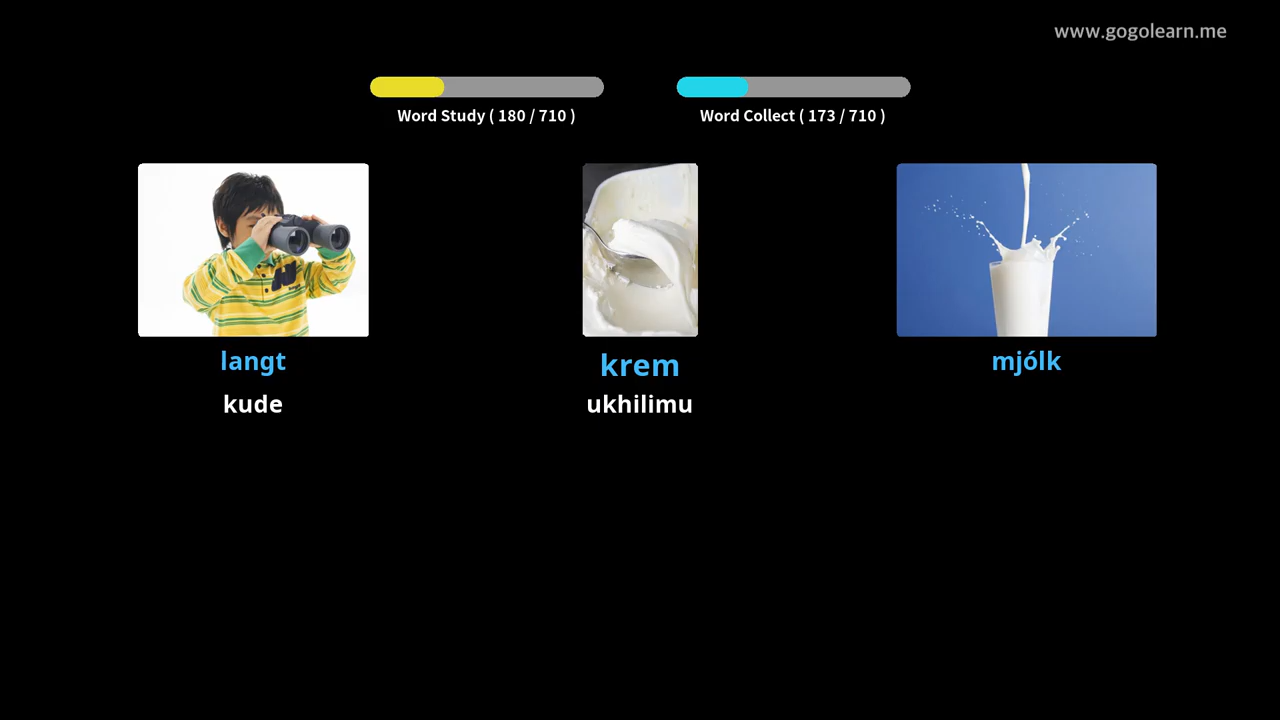 www.gogolearn.me
Word Study ( 180 / 710 )
Word Collect ( 173 / 710 )
langt
krem
mjólk
kude
ukhilimu